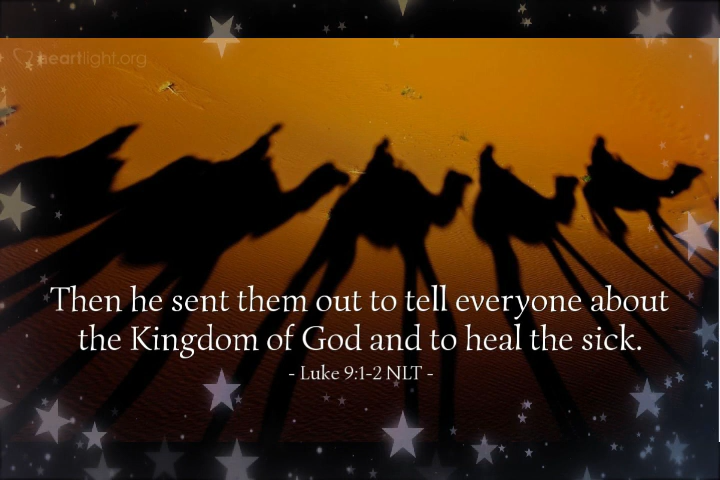 heartlight.org
Then he sent them out to tell everyone about
the Kingdom of God and to heal the sick.
- Luke 9:1-2 NLT -